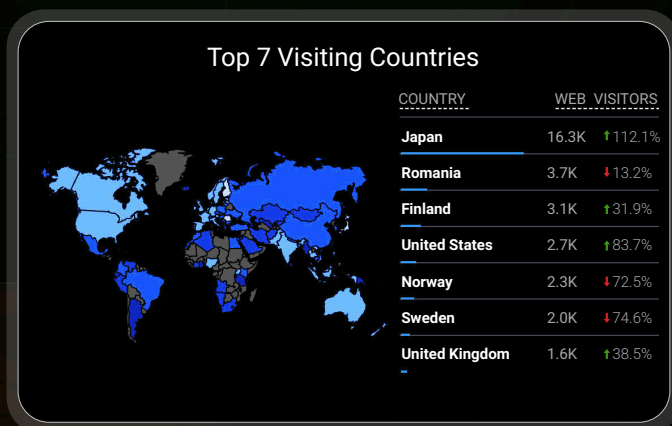 Top 7 Visiting Countries
COUNTRY WEB VISITORS
Japan 16.3K ↑112.1%
Romania 3.7K ↓13.2%
Finland 3.1K ↑31.9%
United States 2.7K ↑83.7%
Norway 2.3K ↓72.5%
Sweden 2.0K ↓74.6%
United Kingdom 1.6K ↑38.5%